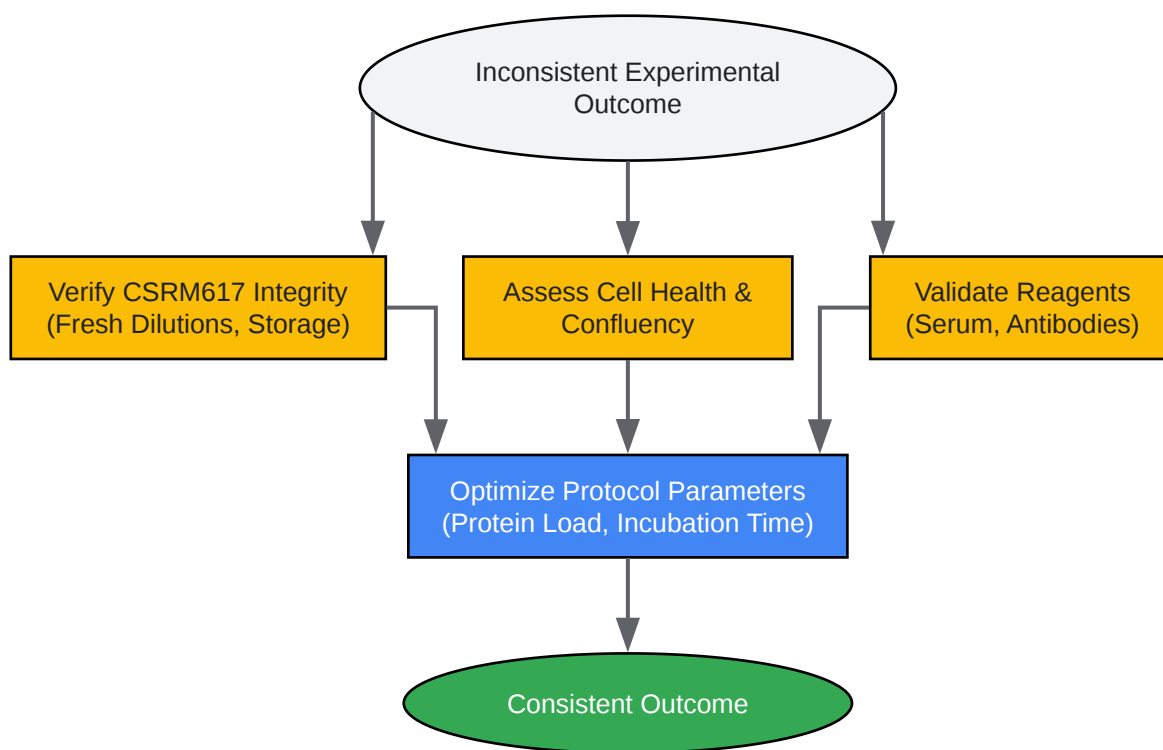 Inconsistent Experimental
Outcome
Verify CSRM617 Integrity
(Fresh Dilutions, Storage)
Assess Cell Health &
Confluency
Validate Reagents
(Serum, Antibodies)
Optimize Protocol Parameters
(Protein Load, Incubation Time)
Consistent Outcome